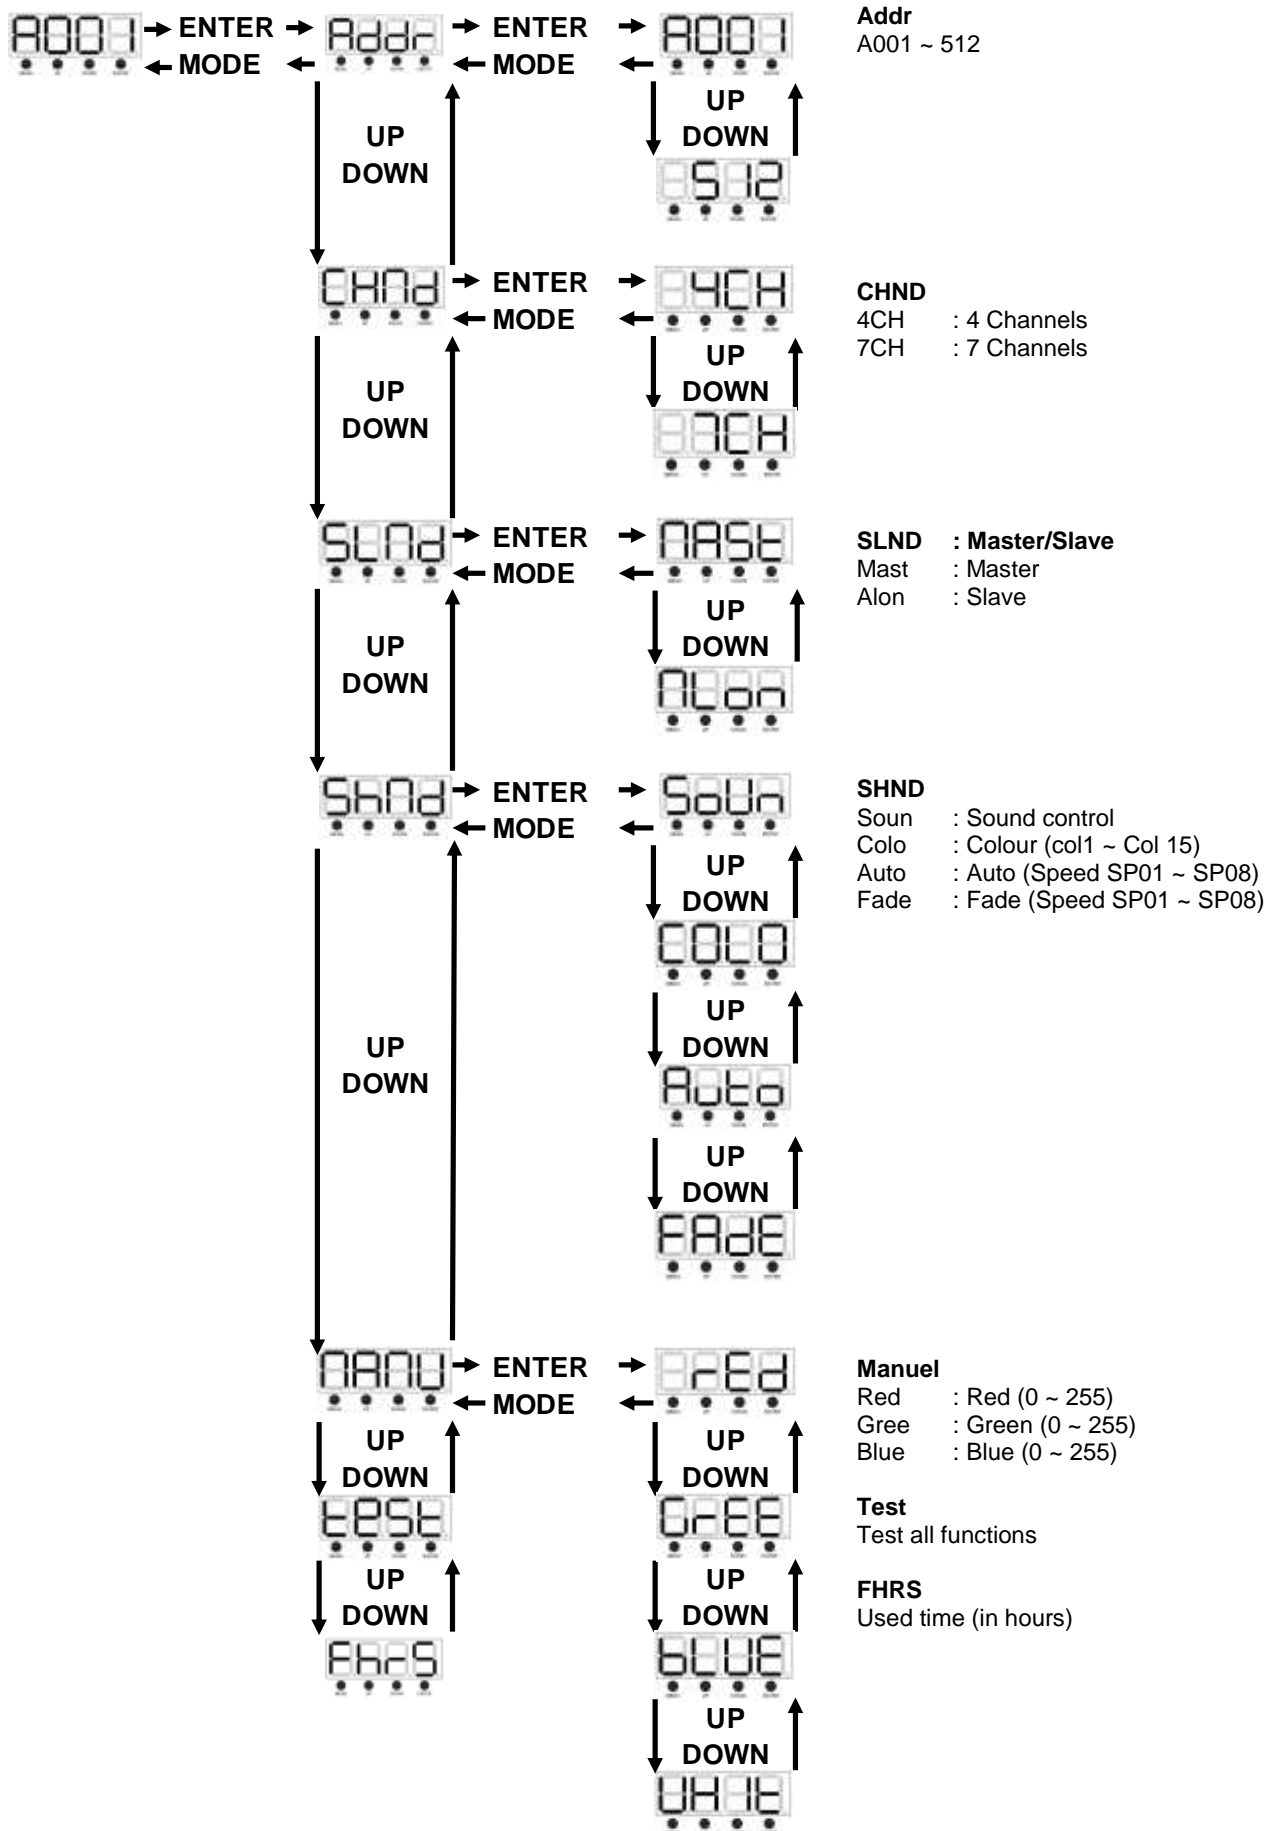 A001 ENTER Addr ENTER A001
MODE MODE
Addr
A001 ~ 512
UP
DOWN
UP
DOWN
512
CHNd ENTER 4CH
MODE
CHND
4CH : 4 Channels
7CH : 7 Channels
UP
DOWN
UP
DOWN
7CH
SLNd ENTER NASt
MODE
SLND : Master/Slave
Mast : Master
Alon : Slave
UP
DOWN
UP
DOWN
NLon
ShNd ENTER SoUn
MODE
SHND
Soun : Sound control
Colo : Colour (col1 ~ Col 15)
Auto : Auto (Speed SP01 ~ SP08)
Fade : Fade (Speed SP01 ~ SP08)
UP
DOWN
COLO
UP
DOWN
UP
DOWN
Auto
UP
DOWN
FAdE
NANU ENTER rEd
MODE
Manuel
Red : Red (0 ~ 255)
Gree : Green (0 ~ 255)
Blue : Blue (0 ~ 255)
UP
DOWN
UP
DOWN
tESt
GrEE
Test
Test all functions
UP
DOWN
UP
DOWN
FhrS
bLUE
FHRS
Used time (in hours)
UP
DOWN
UHIt